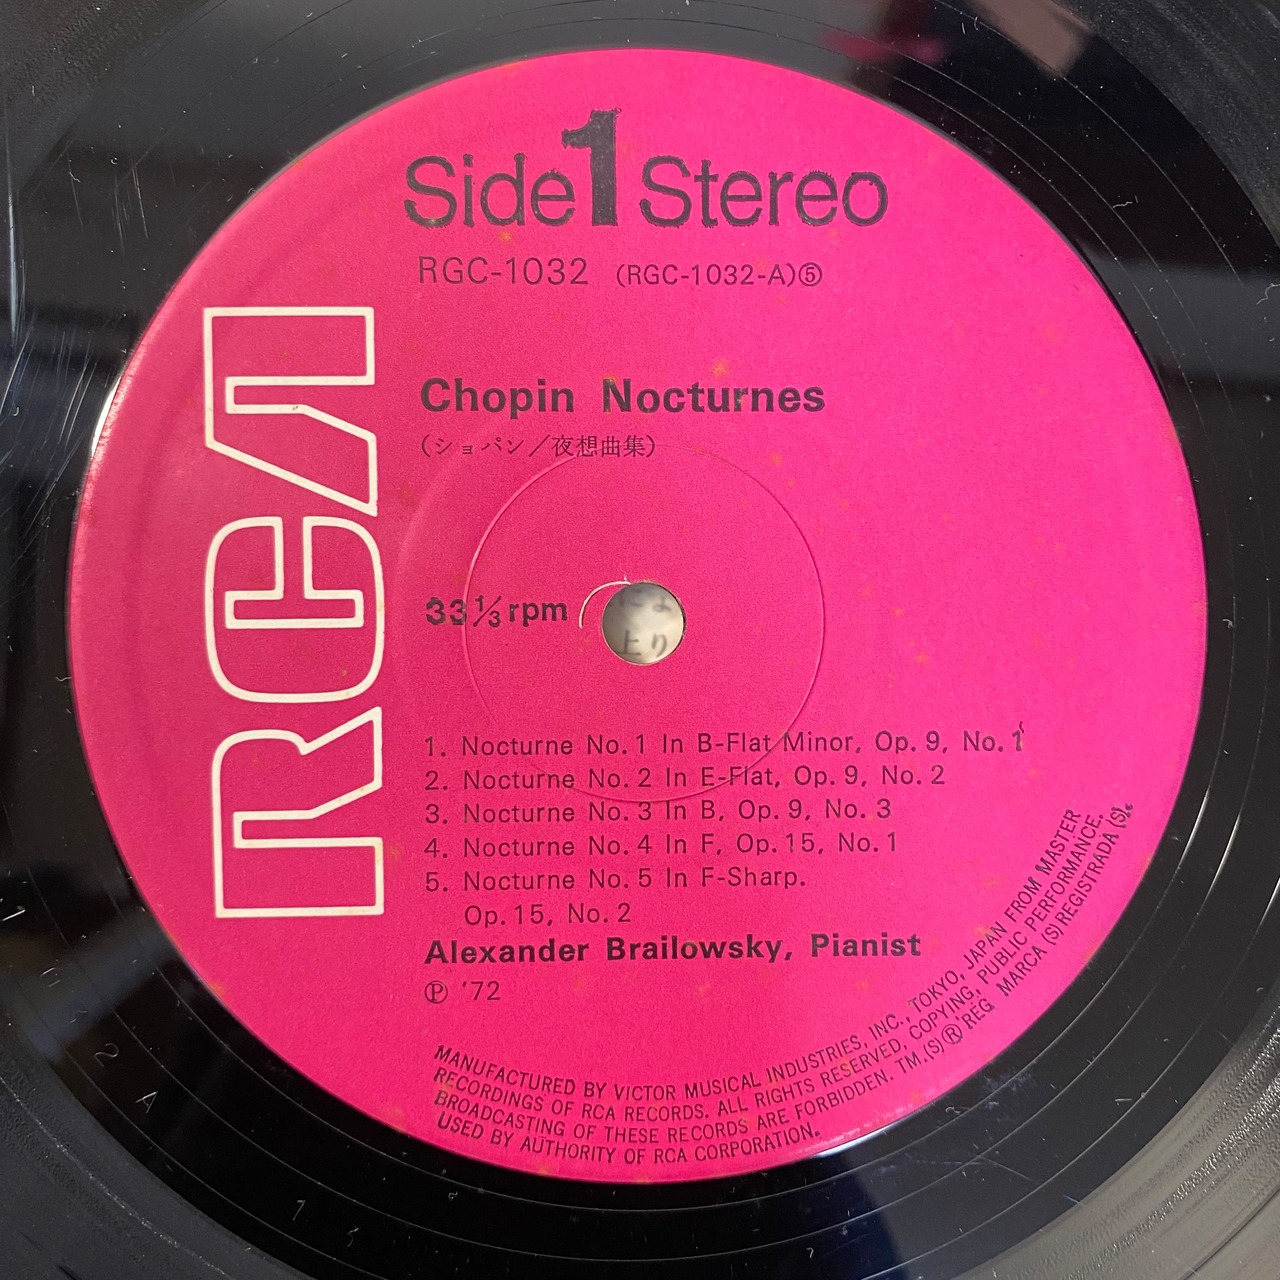 Side 1 Stereo
RGC-1032 (RGC-1032-A)⑤
RCA
Chopin Nocturnes
(ショパン/夜想曲集)
33 1/3 rpm
1. Nocturne No. 1 In B-Flat Minor, Op. 9, No. 1
2. Nocturne No. 2 In E-Flat, Op. 9, No. 2
3. Nocturne No. 3 In B, Op. 9, No. 3
4. Nocturne No. 4 In F, Op. 15, No. 1
5. Nocturne No. 5 In F-Sharp.
Op. 15, No. 2
Alexander Brailowsky, Pianist
℗ '72
MANUFACTURED BY VICTOR MUSICAL INDUSTRIES, INC., TOKYO, JAPAN FROM MASTER
RECORDINGS OF RCA RECORDS. ALL RIGHTS RESERVED, COPYING, PUBLIC PERFORMANCE,
BROADCASTING OF THESE RECORDS ARE FORBIDDEN. TM.(S) ® REG MARCA (S) REGISTRADA (S).
USED BY AUTHORITY OF RCA CORPORATION.
上り